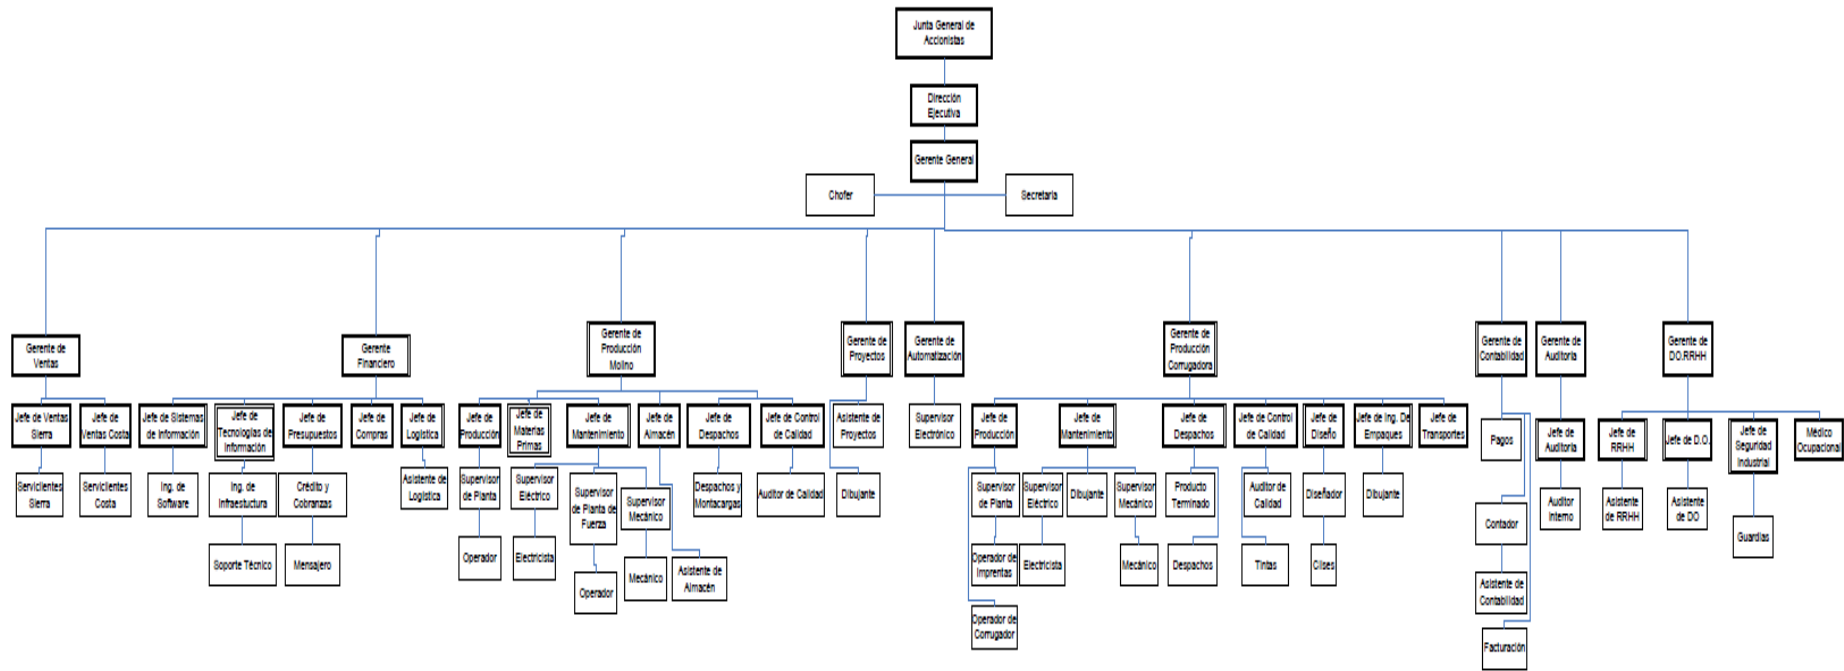 Junta General de
Accionistas
Dirección
Ejecutiva
Gerente General
Chofer
Secretaria
Gerente de
Ventas
Gerente
Financiero
Gerente de
Producción
Molino
Gerente de
Proyectos
Gerente de
Automatización
Gerente de
Producción
Corrugadora
Gerente de
Contabilidad
Gerente de
Auditoria
Gerente de
DO.RRHH
Jefe de Ventas
Sierra
Jefe de
Ventas Costa
Jefe de Sistemas
de Información
Jefe de
Tecnologías de
Información
Jefe de
Presupuestos
Jefe de
Compras
Jefe de
Logística
Jefe de
Producción
Jefe de
Materias
Primas
Jefe de
Mantenimiento
Jefe de
Almacén
Jefe de
Despachos
Jefe de Control
de Calidad
Asistente de
Proyectos
Supervisor
Electrónico
Jefe de
Producción
Jefe de
Mantenimiento
Jefe de
Despachos
Jefe de Control
de Calidad
Jefe de
Diseño
Jefe de Ing. De
Empaques
Jefe de
Transportes
Pagos
Jefe de
Auditoria
Jefe de
RRHH
Jefe de D.O.
Jefe de
Seguridad
Industrial
Médico
Ocupacional
Servicientes
Sierra
Servicientes
Costa
Ing. de
Software
Ing. de
Infraestuctura
Crédito y
Cobranzas
Asistente de
Logística
Supervisor
de Planta
Supervisor
Eléctrico
Supervisor
de Planta de
Fuerza
Supervisor
Mecánico
Despachos y
Montacargas
Auditor de Calidad
Dibujante
Supervisor
de Planta
Supervisor
Eléctrico
Dibujante
Supervisor
Mecánico
Producto
Terminado
Auditor de
Calidad
Diseñador
Dibujante
Contador
Auditor
Interno
Asistente
de RRHH
Asistente
de DO
Guardias
Soporte Técnico
Mensajero
Operador
Electricista
Operador
Mecánico
Asistente de
Almacén
Operador de
Imprentas
Electricista
Mecánico
Despachos
Tintas
Clises
Asistente de
Contabilidad
Operador de
Corrugador
Facturación